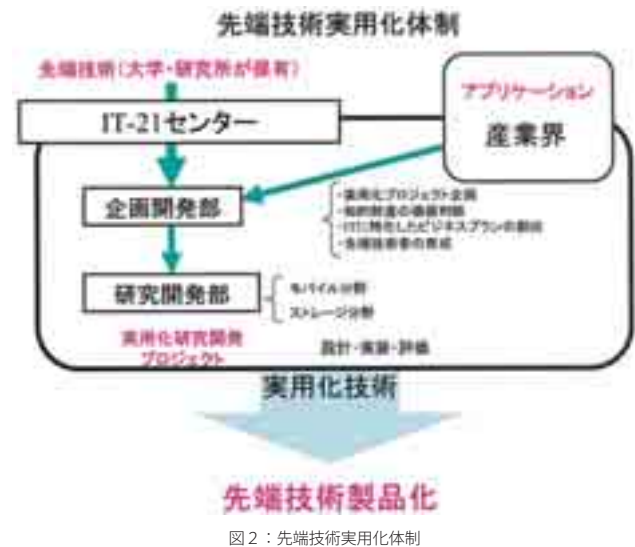 先端技術実用化体制
先端技術(大学・研究所が保有)
アプリケーション
産業界
IT-21センター
企画開発部
・実用化プロジェクト企画
・知的財産の価値判断
・ITに特化したビジネスプランの創出
・先端技術者の育成
研究開発部
モバイル分野
ストレージ分野
実用化研究開発
プロジェクト
設計・実装・評価
実用化技術
先端技術製品化
図2：先端技術実用化体制